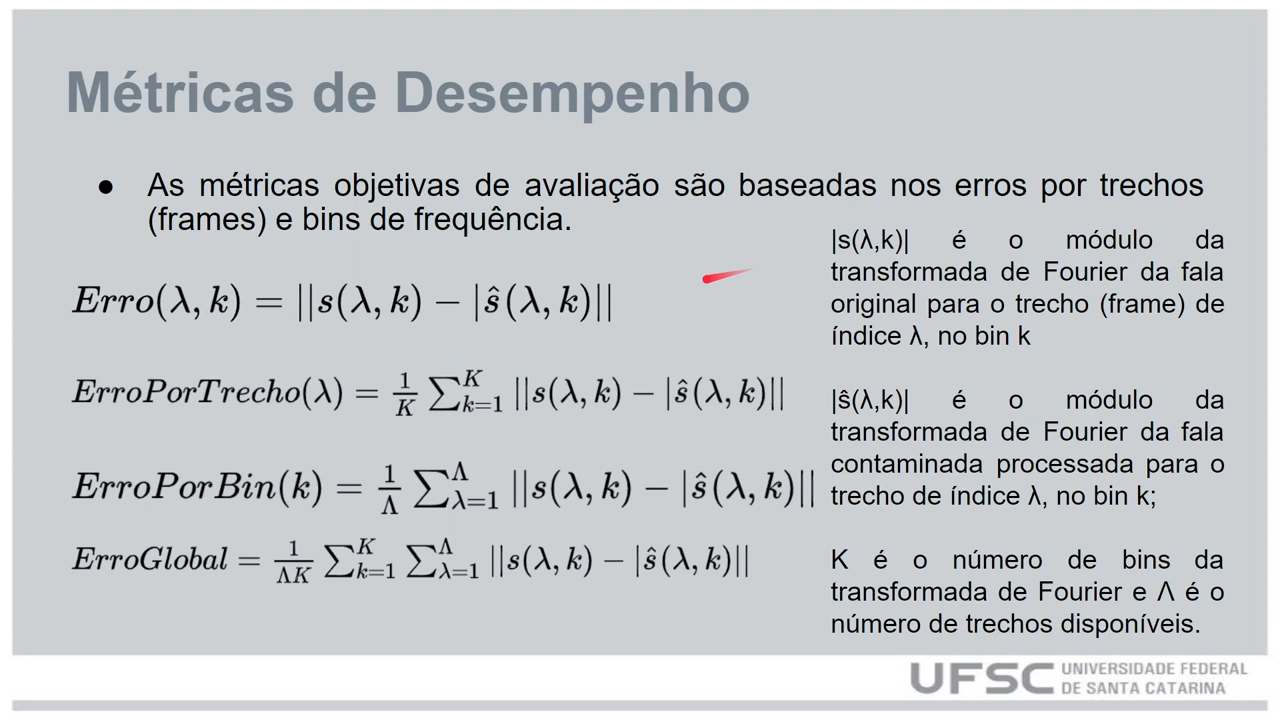 Métricas de Desempenho
● As métricas objetivas de avaliação são baseadas nos erros por trechos
(frames) e bins de frequência.
Erro(λ, k) = ||s(λ, k) − |ŝ(λ, k)||
ErroPorTrecho(λ) = 1/K ∑_{k=1}^{K} ||s(λ, k) − |ŝ(λ, k)||
ErroPorBin(k) = 1/Λ ∑_{λ=1}^{Λ} ||s(λ, k) − |ŝ(λ, k)||
ErroGlobal = 1/ΛK ∑_{k=1}^{K} ∑_{λ=1}^{Λ} ||s(λ, k) − |ŝ(λ, k)||
|s(λ,k)| é o módulo da
transformada de Fourier da fala
original para o trecho (frame) de
índice λ, no bin k
|ŝ(λ,k)| é o módulo da
transformada de Fourier da fala
contaminada processada para o
trecho de índice λ, no bin k;
K é o número de bins da
transformada de Fourier e Λ é o
número de trechos disponíveis.
UFSC UNIVERSIDADE FEDERAL
DE SANTA CATARINA